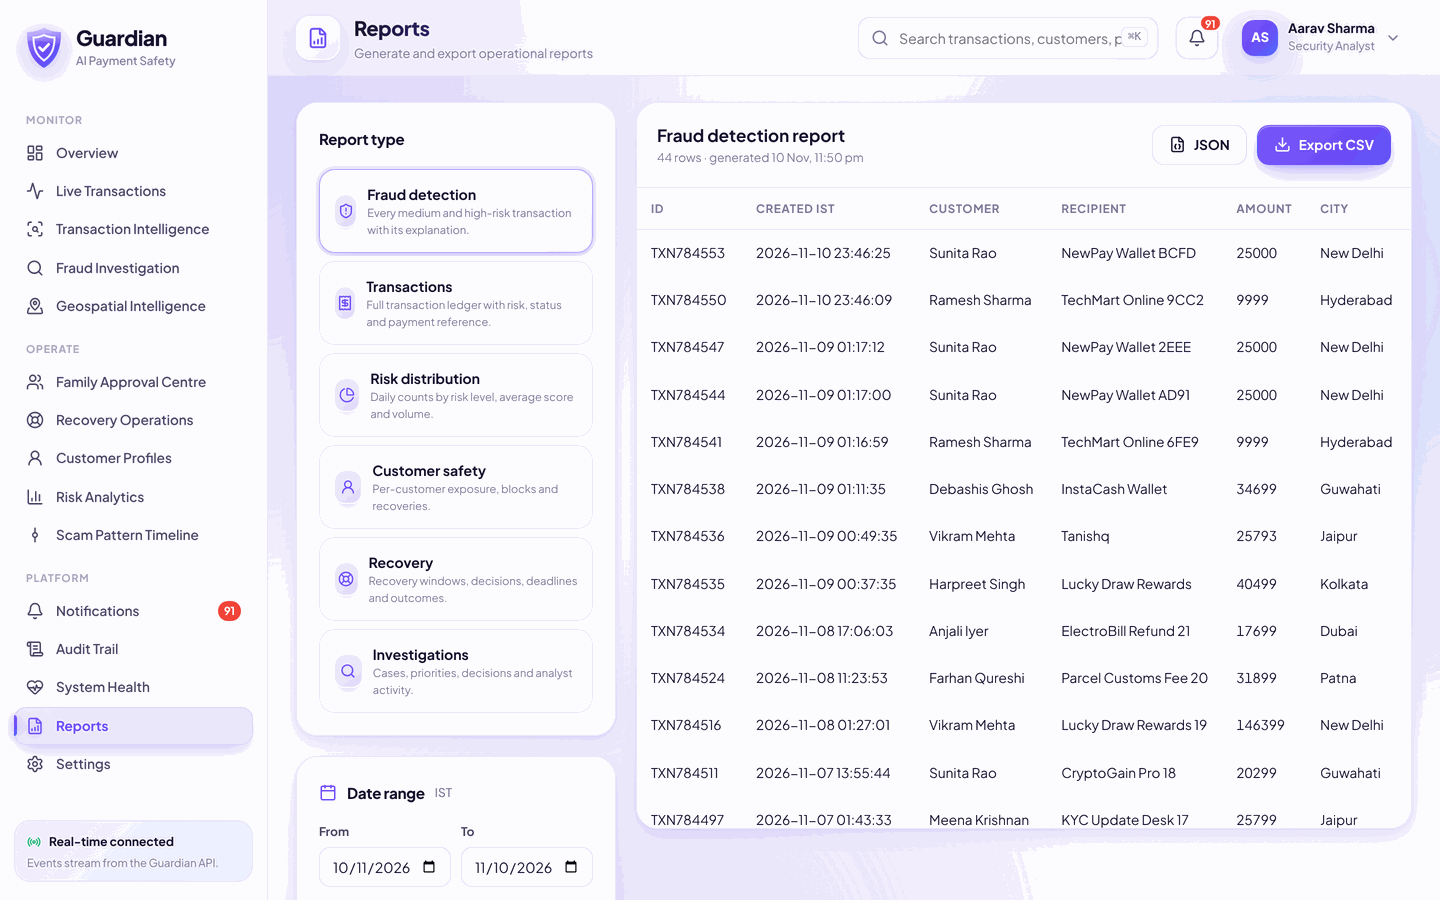 Guardian
AI Payment Safety
MONITOR
Overview
Live Transactions
Transaction Intelligence
Fraud Investigation
Geospatial Intelligence
OPERATE
Family Approval Centre
Recovery Operations
Customer Profiles
Risk Analytics
Scam Pattern Timeline
PLATFORM
Notifications 91
Audit Trail
System Health
Reports
Settings
Real-time connected
Events stream from the Guardian API.
Reports
Generate and export operational reports
Search transactions, customers, p ⌘K
91
AS
Aarav Sharma
Security Analyst
Report type
Fraud detection
Every medium and high-risk transaction
with its explanation.
Transactions
Full transaction ledger with risk, status
and payment reference.
Risk distribution
Daily counts by risk level, average score
and volume.
Customer safety
Per-customer exposure, blocks and
recoveries.
Recovery
Recovery windows, decisions, deadlines
and outcomes.
Investigations
Cases, priorities, decisions and analyst
activity.
Date range IST
From To
10/11/2026 11/10/2026
Fraud detection report
44 rows · generated 10 Nov, 11:50 pm
JSON
Export CSV
ID CREATED IST CUSTOMER RECIPIENT AMOUNT CITY
TXN784553 2026-11-10 23:46:25 Sunita Rao NewPay Wallet BCFD 25000 New Delhi
TXN784550 2026-11-10 23:46:09 Ramesh Sharma TechMart Online 9CC2 9999 Hyderabad
TXN784547 2026-11-09 01:17:12 Sunita Rao NewPay Wallet 2EEE 25000 New Delhi
TXN784544 2026-11-09 01:17:00 Sunita Rao NewPay Wallet AD91 25000 New Delhi
TXN784541 2026-11-09 01:16:59 Ramesh Sharma TechMart Online 6FE9 9999 Hyderabad
TXN784538 2026-11-09 01:11:35 Debashis Ghosh InstaCash Wallet 34699 Guwahati
TXN784536 2026-11-09 00:49:35 Vikram Mehta Tanishq 25793 Jaipur
TXN784535 2026-11-09 00:37:35 Harpreet Singh Lucky Draw Rewards 40499 Kolkata
TXN784534 2026-11-08 17:06:03 Anjali Iyer ElectroBill Refund 21 17699 Dubai
TXN784524 2026-11-08 11:23:53 Farhan Qureshi Parcel Customs Fee 20 31899 Patna
TXN784516 2026-11-08 01:27:01 Vikram Mehta Lucky Draw Rewards 19 146399 New Delhi
TXN784511 2026-11-07 13:55:44 Sunita Rao CryptoGain Pro 18 20299 Guwahati
TXN784497 2026-11-07 01:43:33 Meena Krishnan KYC Update Desk 17 25799 Jaipur